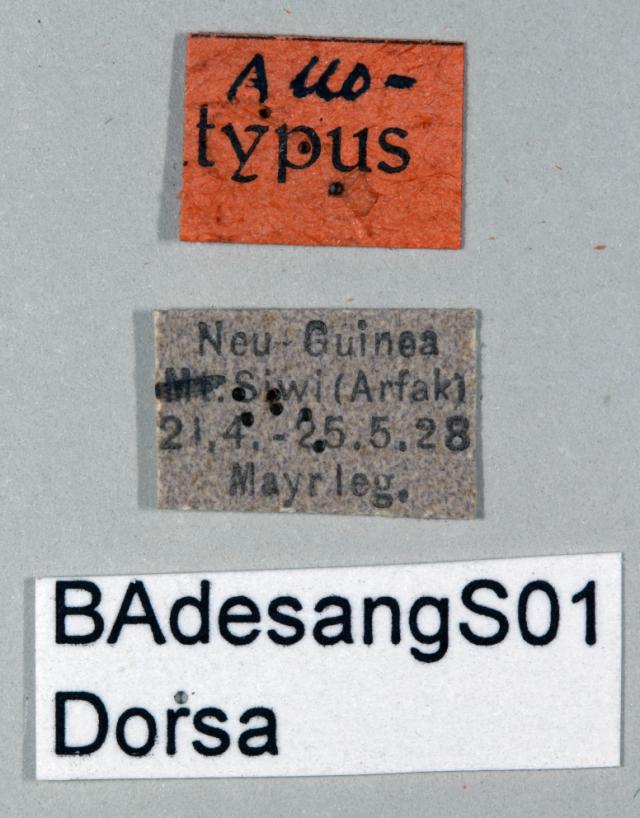 Allo-
typus
Neu-Guinea
Mt. Siwi (Arfak)
21.4.-25.5.28
Mayr leg.
BAdesangS01
Dorsa